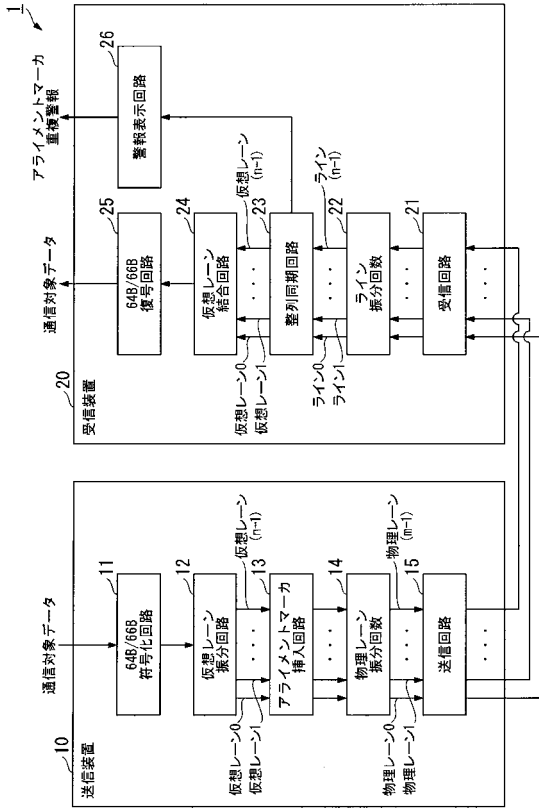 1
10
送信装置
通信対象データ
64B/66B
符号化回路
11
仮想レーン
振分回路
12
仮想レーン0
仮想レーン1
・・・
仮想レーン
(n-1)
アライメントマーカ
挿入回路
13
・・・
物理レーン
振分回数
14
物理レーン0
物理レーン1
・・・
物理レーン
(m-1)
送信回路
15
・・・
20
受信装置
通信対象データ
アライメントマーカ
重複警報
64B/66B
復号回路
25
警報表示回路
26
仮想レーン
結合回路
24
仮想レーン0
仮想レーン1
・・・
仮想レーン
(n-1)
整列同期回路
23
ライン0
ライン1
・・・
ライン
(n-1)
ライン
振分回数
22
・・・
受信回路
21
・・・